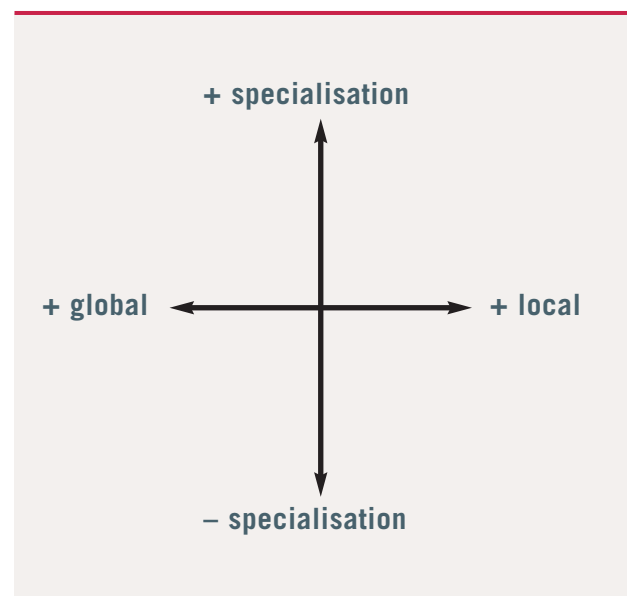 + specialisation
+ global
+ local
– specialisation